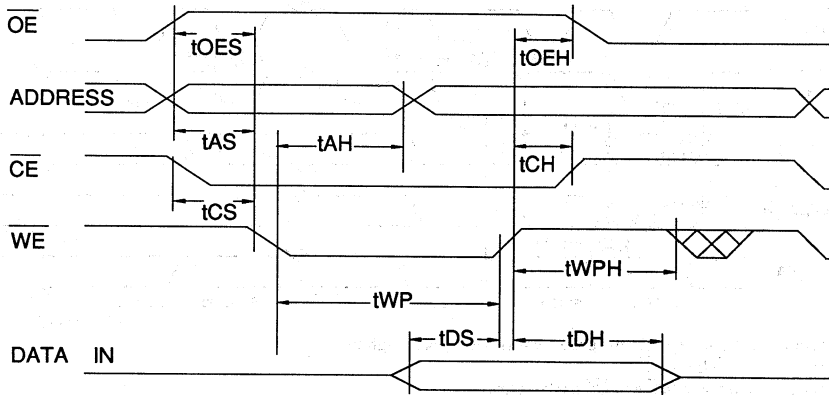 OE
tOES
tOEH
ADDRESS
tAS
tAH
CE
tCH
tCS
WE
tWPH
tWP
tDS
tDH
DATA IN